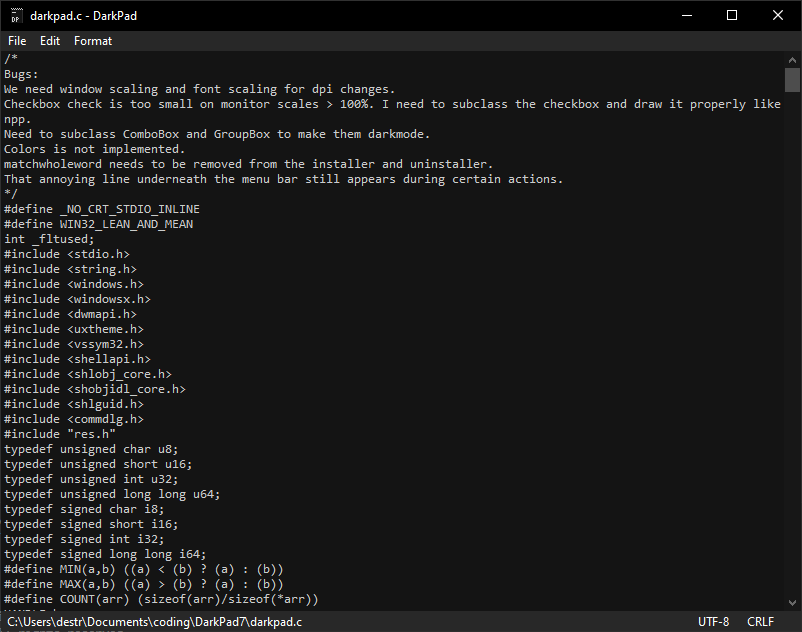 DP darkpad.c - DarkPad
File Edit Format
/*
Bugs:
We need window scaling and font scaling for dpi changes.
Checkbox check is too small on monitor scales > 100%. I need to subclass the checkbox and draw it properly like
npp.
Need to subclass ComboBox and GroupBox to make them darkmode.
Colors is not implemented.
matchwholeword needs to be removed from the installer and uninstaller.
That annoying line underneath the menu bar still appears during certain actions.
*/
#define _NO_CRT_STDIO_INLINE
#define WIN32_LEAN_AND_MEAN
int _fltused;
#include <stdio.h>
#include <string.h>
#include <windows.h>
#include <windowsx.h>
#include <dwmapi.h>
#include <uxtheme.h>
#include <vssym32.h>
#include <shellapi.h>
#include <shlobj_core.h>
#include <shobjidl_core.h>
#include <shlguid.h>
#include <commdlg.h>
#include "res.h"
typedef unsigned char u8;
typedef unsigned short u16;
typedef unsigned int u32;
typedef unsigned long long u64;
typedef signed char i8;
typedef signed short i16;
typedef signed int i32;
typedef signed long long i64;
#define MIN(a,b) ((a) < (b) ? (a) : (b))
#define MAX(a,b) ((a) > (b) ? (a) : (b))
#define COUNT(arr) (sizeof(arr)/sizeof(*arr))
C:\Users\destr\Documents\coding\DarkPad7\darkpad.c UTF-8 CRLF